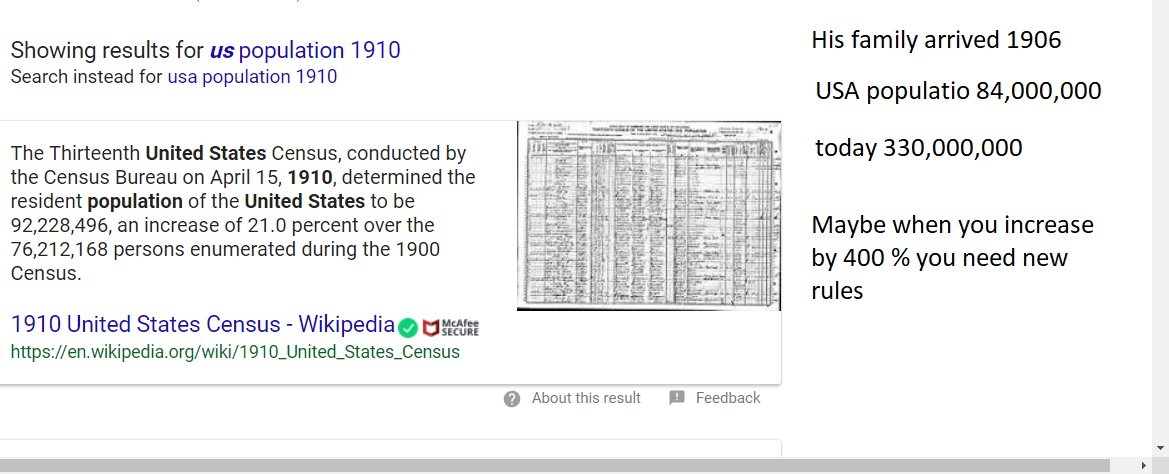 Showing results for us population 1910
Search instead for usa population 1910
The Thirteenth United States Census, conducted by
the Census Bureau on April 15, 1910, determined the
resident population of the United States to be
92,228,496, an increase of 21.0 percent over the
76,212,168 persons enumerated during the 1900
Census.
1910 United States Census - Wikipedia McAfee SECURE
https://en.wikipedia.org/wiki/1910_United_States_Census
About this result Feedback
His family arrived 1906
USA populatio 84,000,000
today 330,000,000
Maybe when you increase
by 400 % you need new
rules